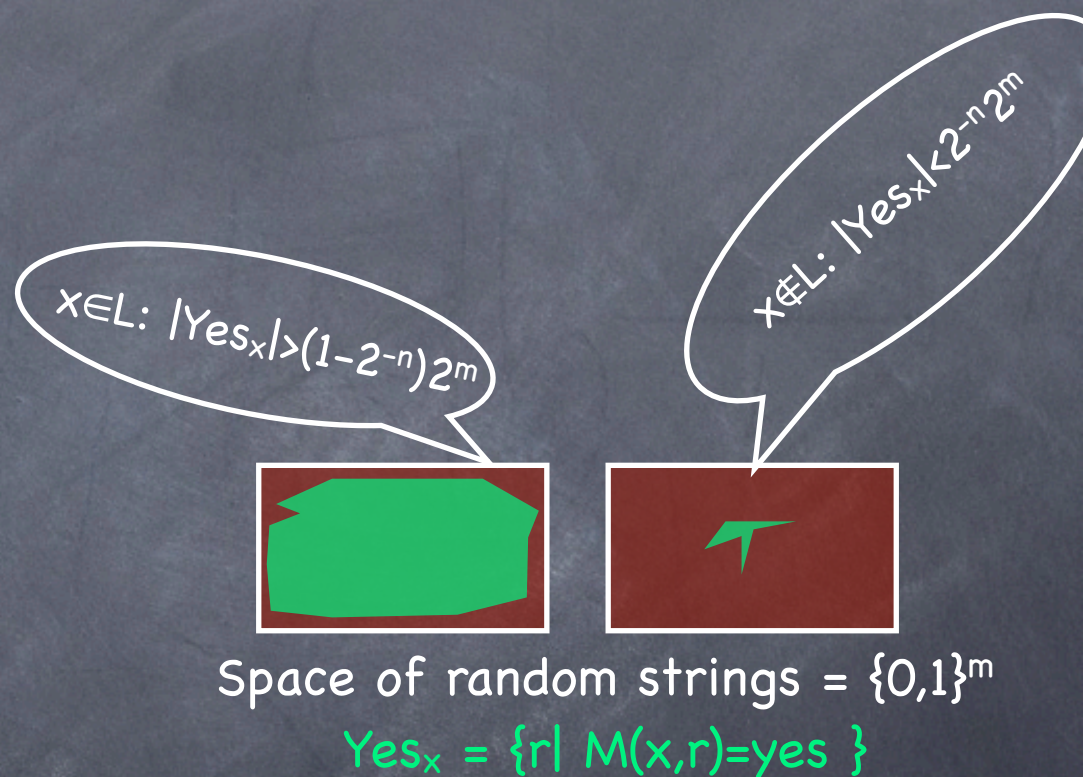 x∈L: |Yesₓ|>(1-2⁻ⁿ)2ᵐ
x∉L: |Yesₓ|<2⁻ⁿ2ᵐ
Space of random strings = {0,1}ᵐ
Yesₓ = {r| M(x,r)=yes }